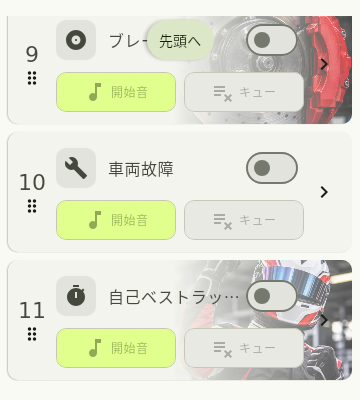 9
ブレー
先頭へ
開始音
キュー
10
車両故障
開始音
キュー
11
自己ベストラッ…
開始音
キュー